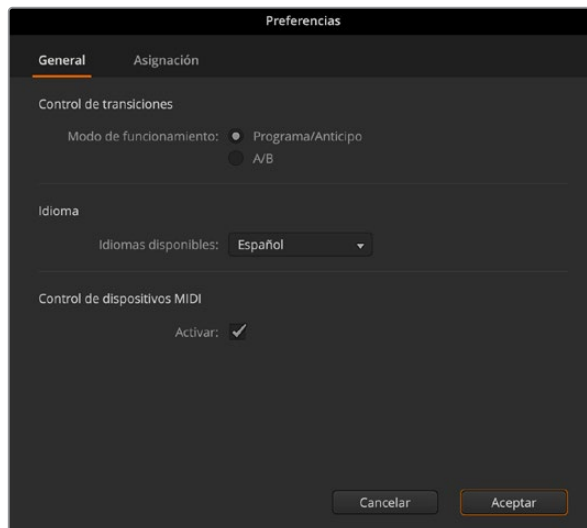 Preferencias
General Asignación
Control de transiciones
Modo de funcionamiento: Programa/Anticipo
A/B
Idioma
Idiomas disponibles: Español
Control de dispositivos MIDI
Activar:
Cancelar Aceptar